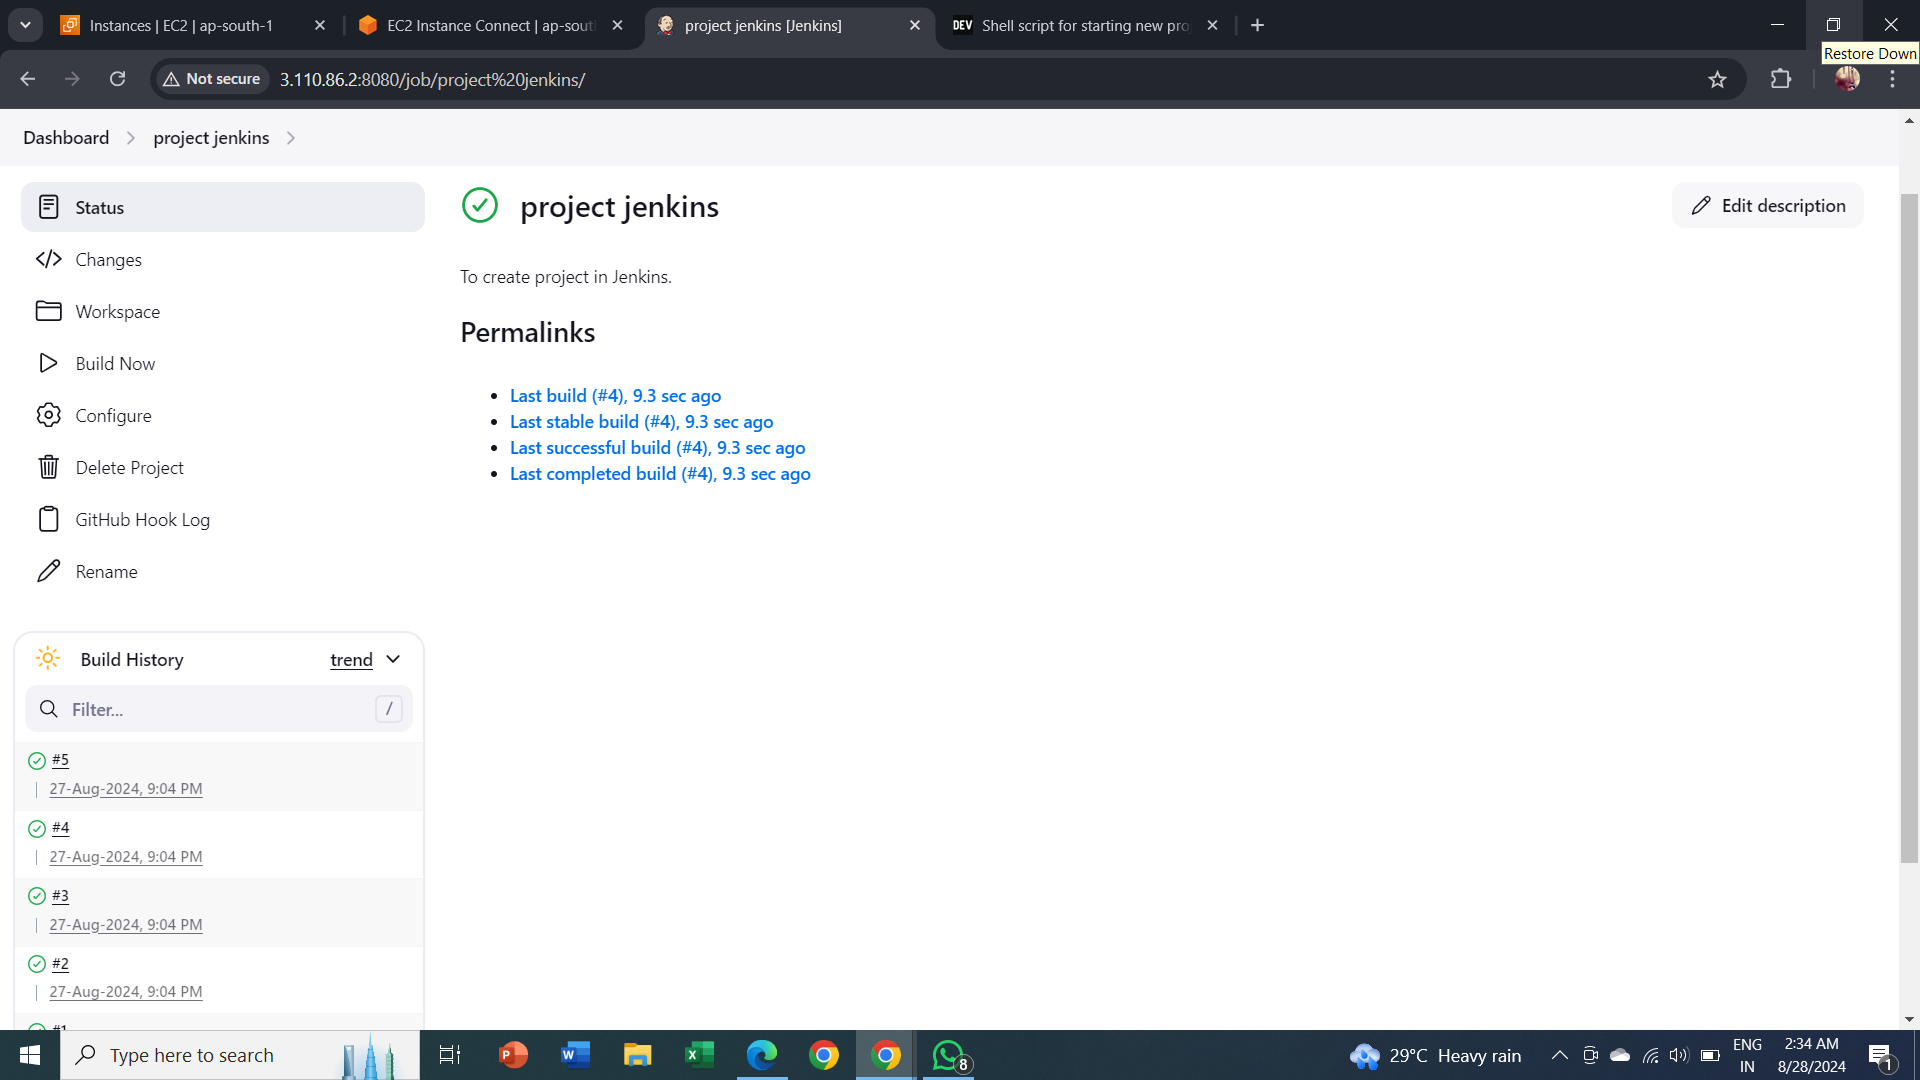 Instances | EC2 | ap-south-1
EC2 Instance Connect | ap-sout
project jenkins [Jenkins]
DEV Shell script for starting new pro
Restore Down
Not secure
3.110.86.2:8080/job/project%20jenkins/
Dashboard
project jenkins
Status
Changes
Workspace
Build Now
Configure
Delete Project
GitHub Hook Log
Rename
project jenkins
Edit description
To create project in Jenkins.
Permalinks
Last build (#4), 9.3 sec ago
Last stable build (#4), 9.3 sec ago
Last successful build (#4), 9.3 sec ago
Last completed build (#4), 9.3 sec ago
Build History
trend
Filter...
/
#5
27-Aug-2024, 9:04 PM
#4
27-Aug-2024, 9:04 PM
#3
27-Aug-2024, 9:04 PM
#2
27-Aug-2024, 9:04 PM
#1
Type here to search
8
29°C Heavy rain
ENG
IN
2:34 AM
8/28/2024
1